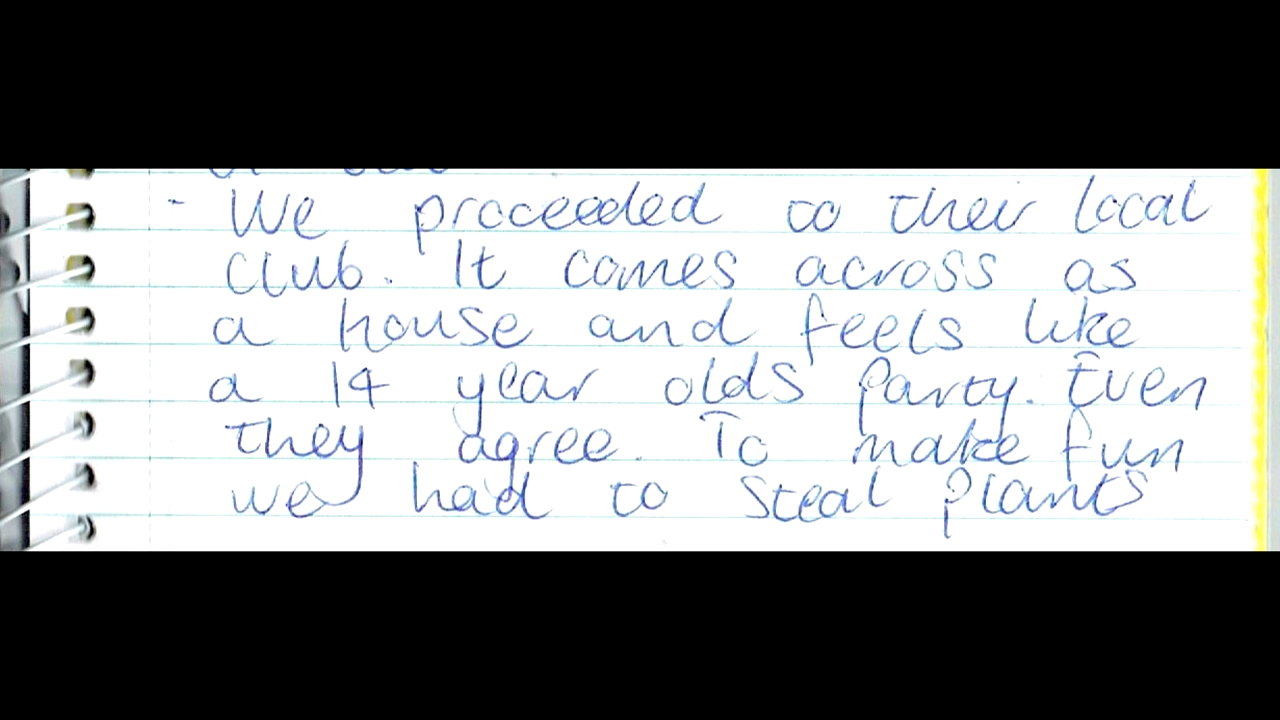 - We proceeded to their local
club. It comes across as
a house and feels like
a 14 year olds party. Even
they agree. To make fun
we had to steal plants